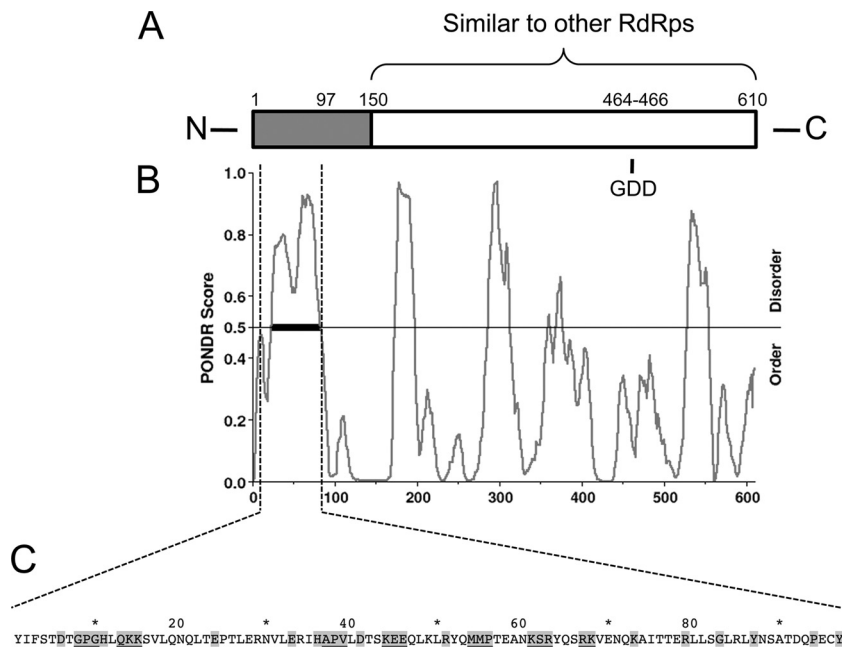 A
Similar to other RdRps
1 97 150 464-466 610
N C
GDD
B
PONDR Score
1.0
0.8
0.6
0.5
0.4
0.2
0.0
Disorder
Order
0 100 200 300 400 500 600
C
* 20 * 40 * 60 * 80 *
YIFSTDTGPGHLQKKSVLQNQLTEPTLERNVLERIHAPVLDTSKEEQLKLRYQMMPTEANKSRYQSRKVENQKAITTERLLSGLRLYNSATDQPECY